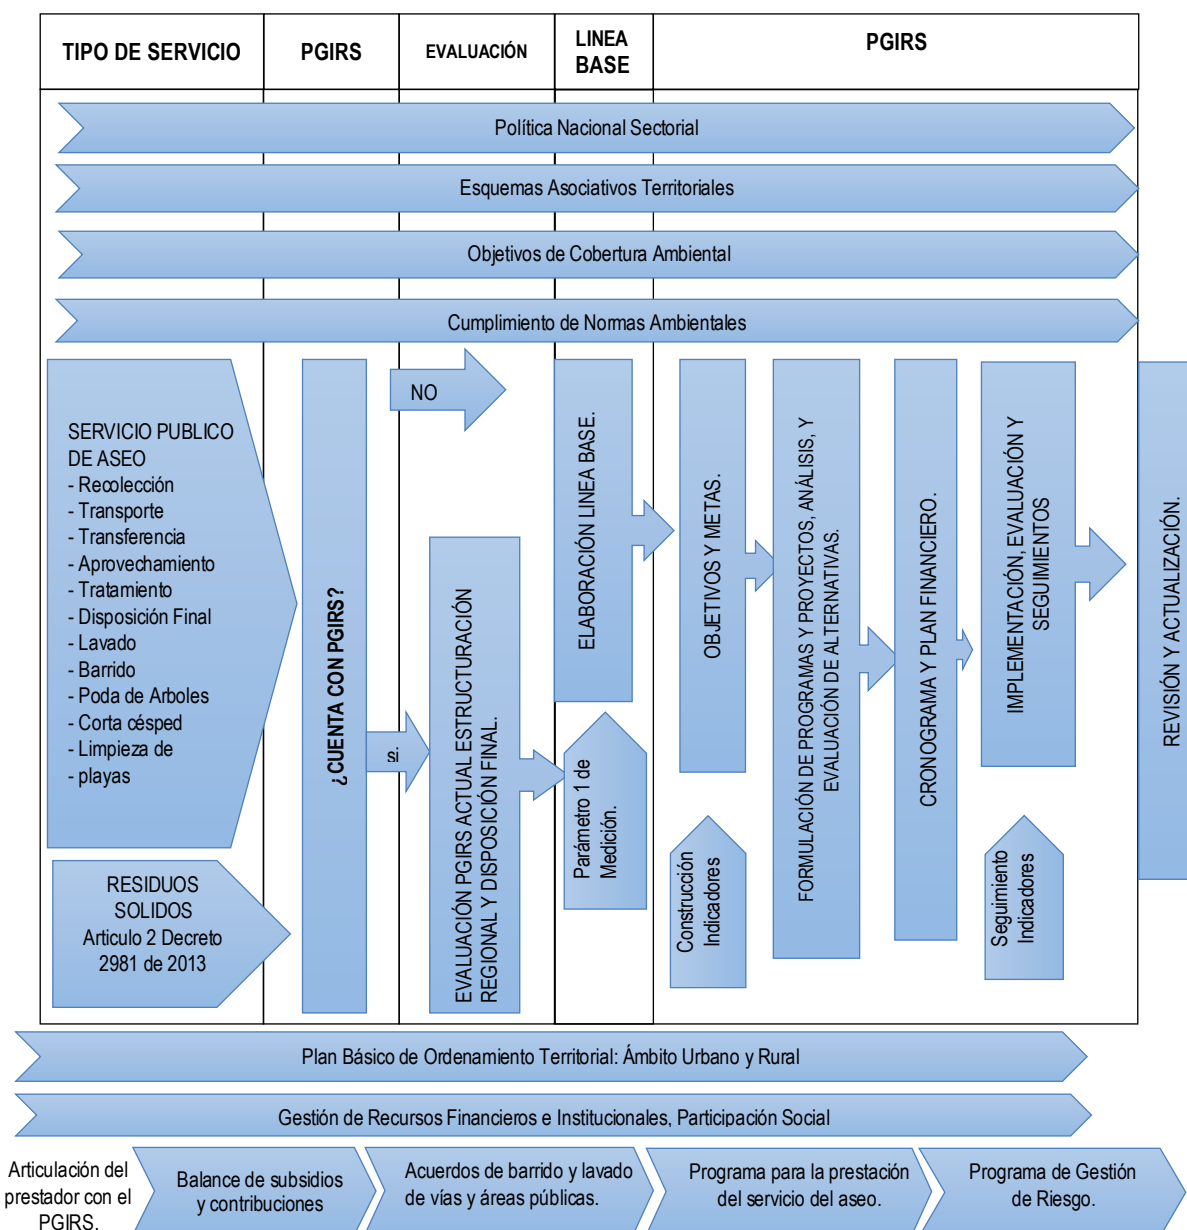 TIPO DE SERVICIO
PGIRS
EVALUACIÓN
LINEA
BASE
PGIRS
Política Nacional Sectorial
Esquemas Asociativos Territoriales
Objetivos de Cobertura Ambiental
Cumplimiento de Normas Ambientales
SERVICIO PUBLICO
DE ASEO
- Recolección
- Transporte
- Transferencia
- Aprovechamiento
- Tratamiento
- Disposición Final
- Lavado
- Barrido
- Poda de Arboles
- Corta césped
- Limpieza de
- playas
RESIDUOS
SOLIDOS
Articulo 2 Decreto
2981 de 2013
¿CUENTA CON PGIRS?
NO
si
EVALUACIÓN PGIRS ACTUAL ESTRUCTURACIÓN
REGIONAL Y DISPOSICIÓN FINAL.
ELABORACIÓN LINEA BASE.
Parámetro 1 de
Medición.
OBJETIVOS Y METAS.
Construcción
Indicadores
FORMULACIÓN DE PROGRAMAS Y PROYECTOS, ANÁLISIS, Y
EVALUACIÓN DE ALTERNATIVAS.
CRONOGRAMA Y PLAN FINANCIERO.
IMPLEMENTACIÓN, EVALUACIÓN Y
SEGUIMIENTOS
Seguimiento
Indicadores
REVISIÓN Y ACTUALIZACIÓN.
Plan Básico de Ordenamiento Territorial: Ámbito Urbano y Rural
Gestión de Recursos Financieros e Institucionales, Participación Social
Articulación del
prestador con el
PGIRS.
Balance de subsidios
y contribuciones
Acuerdos de barrido y lavado
de vías y áreas públicas.
Programa para la prestación
del servicio del aseo.
Programa de Gestión
de Riesgo.